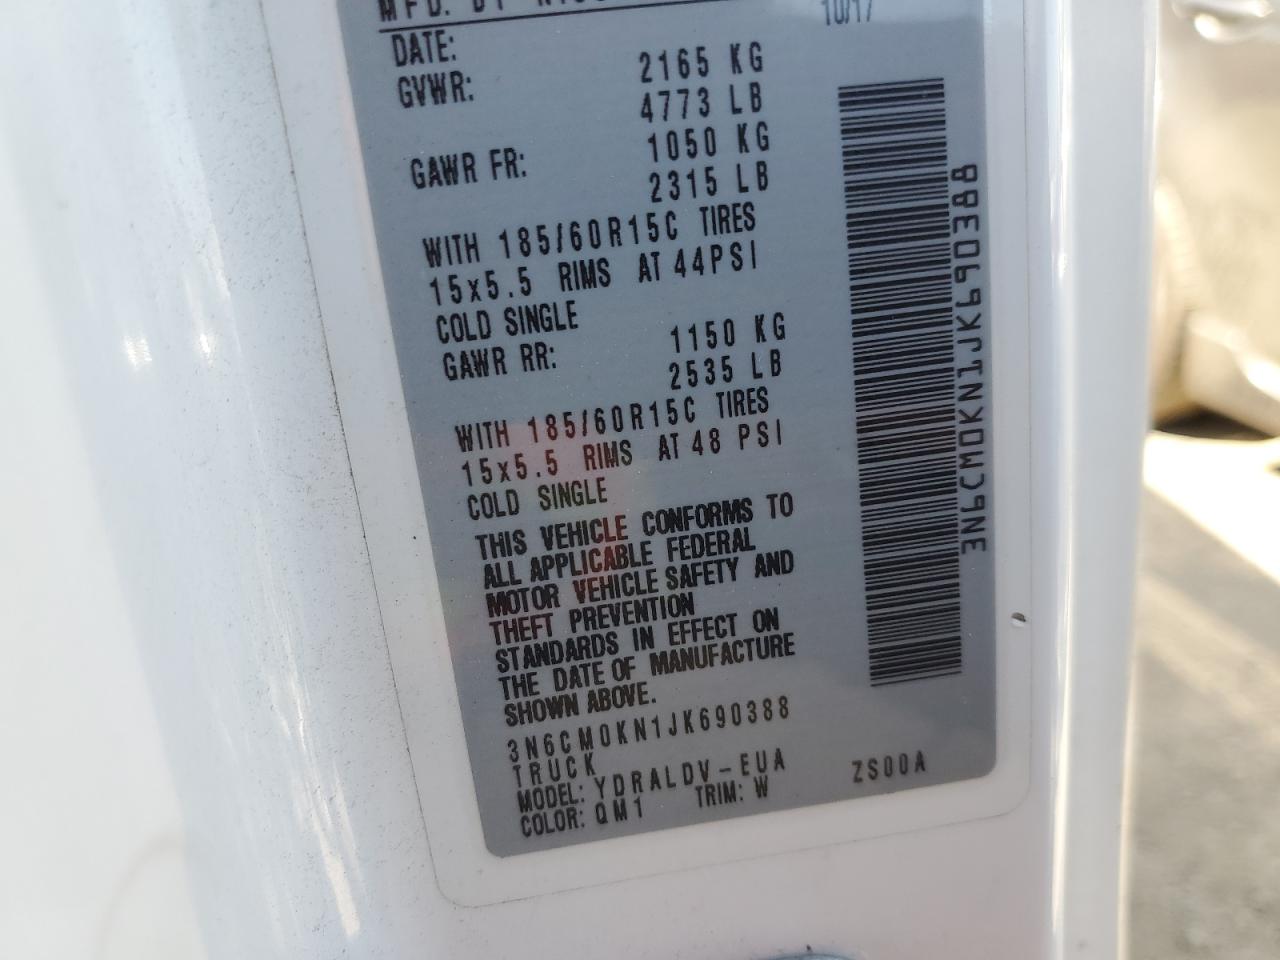 MFD. BY
10/17
DATE:
GVWR: 2165 KG
4773 LB
GAWR FR: 1050 KG
2315 LB
WITH 185/60R15C TIRES
15x5.5 RIMS AT 44PSI
COLD SINGLE
GAWR RR: 1150 KG
2535 LB
WITH 185/60R15C TIRES
15x5.5 RIMS AT 48 PSI
COLD SINGLE
THIS VEHICLE CONFORMS TO
ALL APPLICABLE FEDERAL
MOTOR VEHICLE SAFETY AND
THEFT PREVENTION
STANDARDS IN EFFECT ON
THE DATE OF MANUFACTURE
SHOWN ABOVE.
3N6CM0KN1JK690388
TRUCK
MODEL: YDRALDV-EUA ZS00A
COLOR: QM1 TRIM: W
3N6CM0KN1JK690388